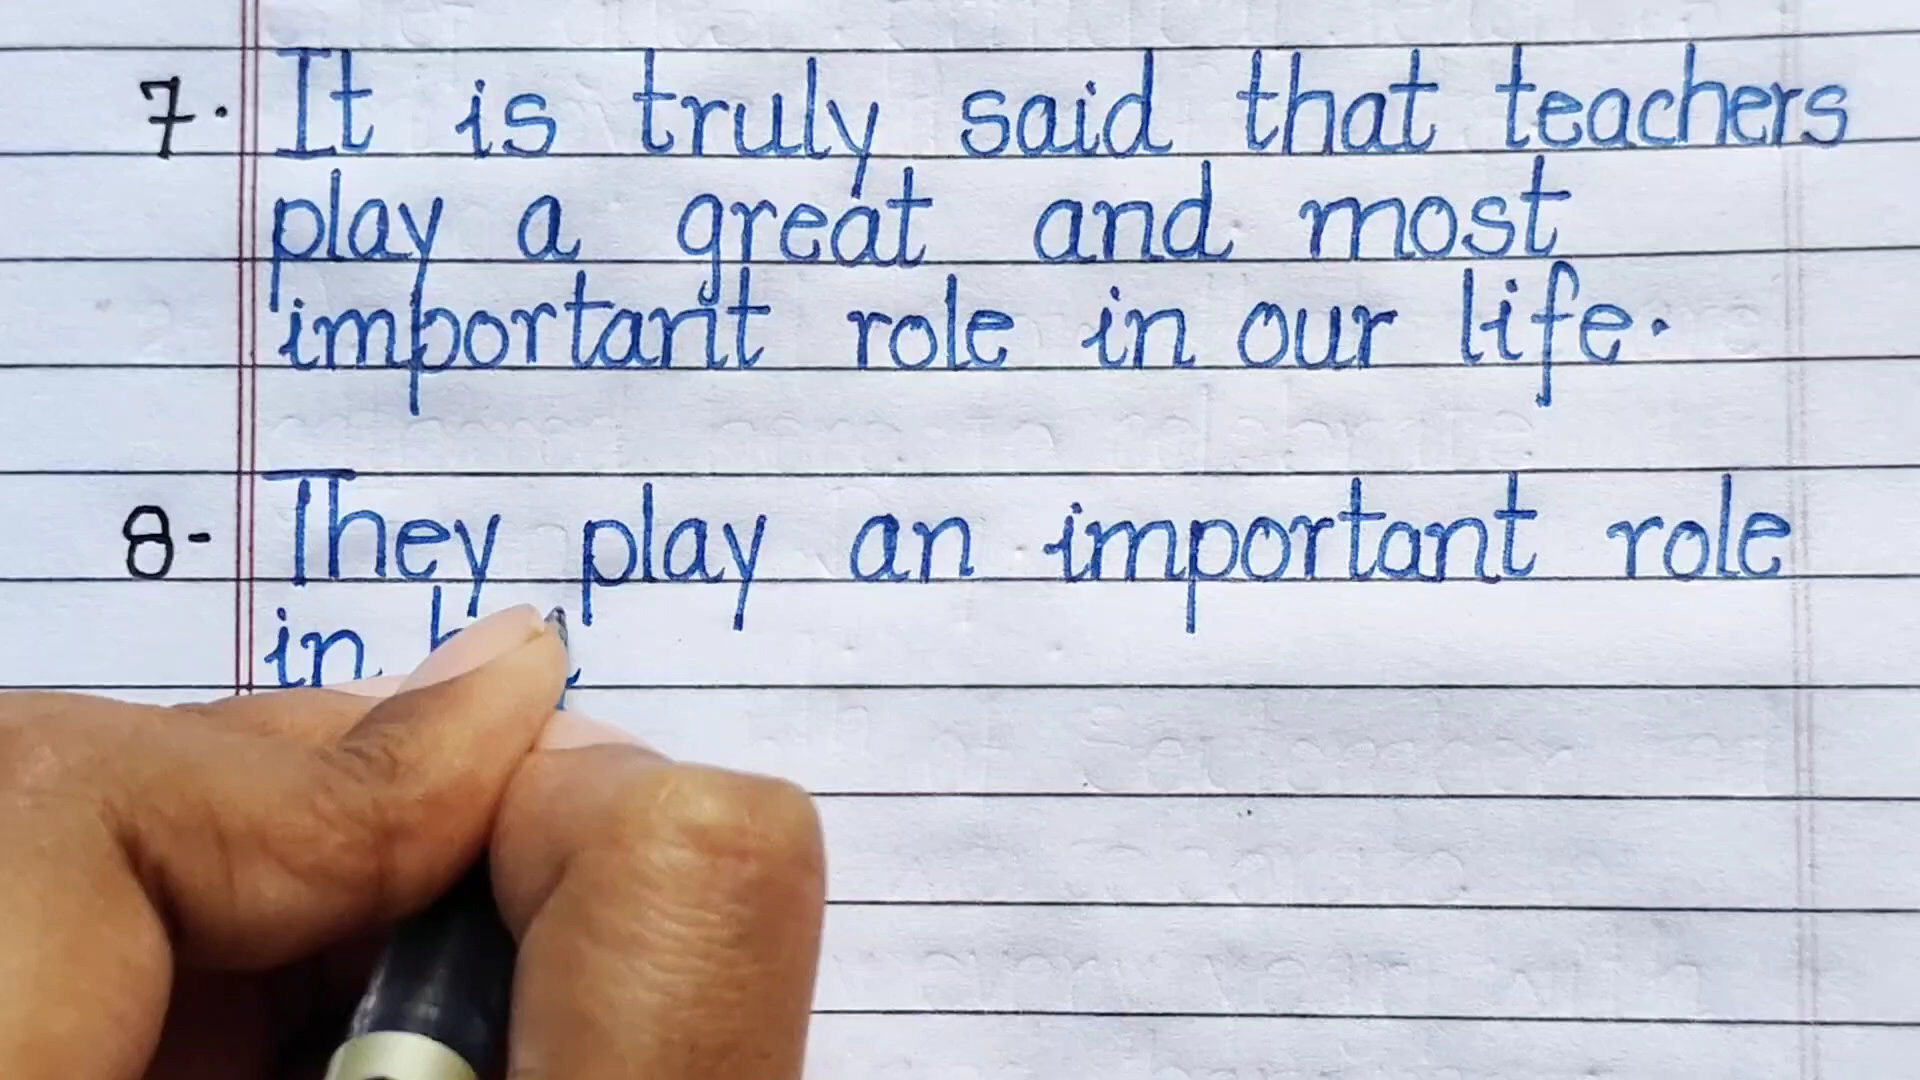 7. It is truly said that teachers
play a great and most
important role in our life.
8- They play an important role
in